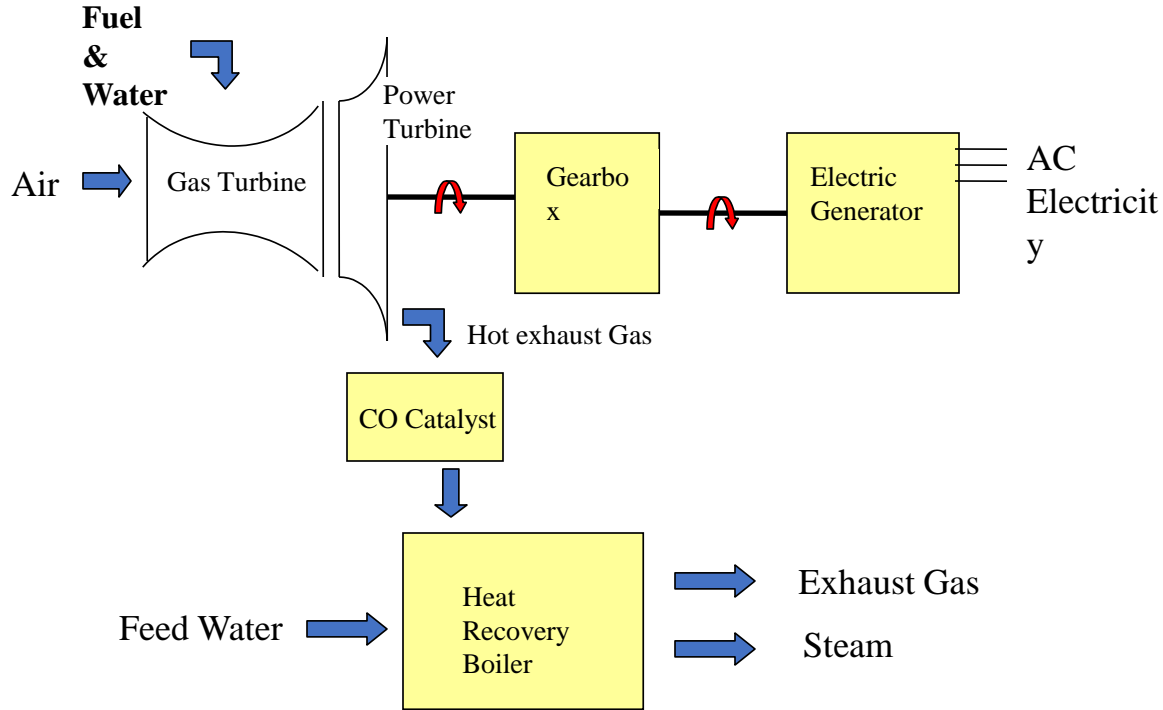 Fuel
&
Water
Air
Gas Turbine
Power
Turbine
Gearbo
x
Electric
Generator
AC
Electricit
y
Hot exhaust Gas
CO Catalyst
Feed Water
Heat
Recovery
Boiler
Exhaust Gas
Steam